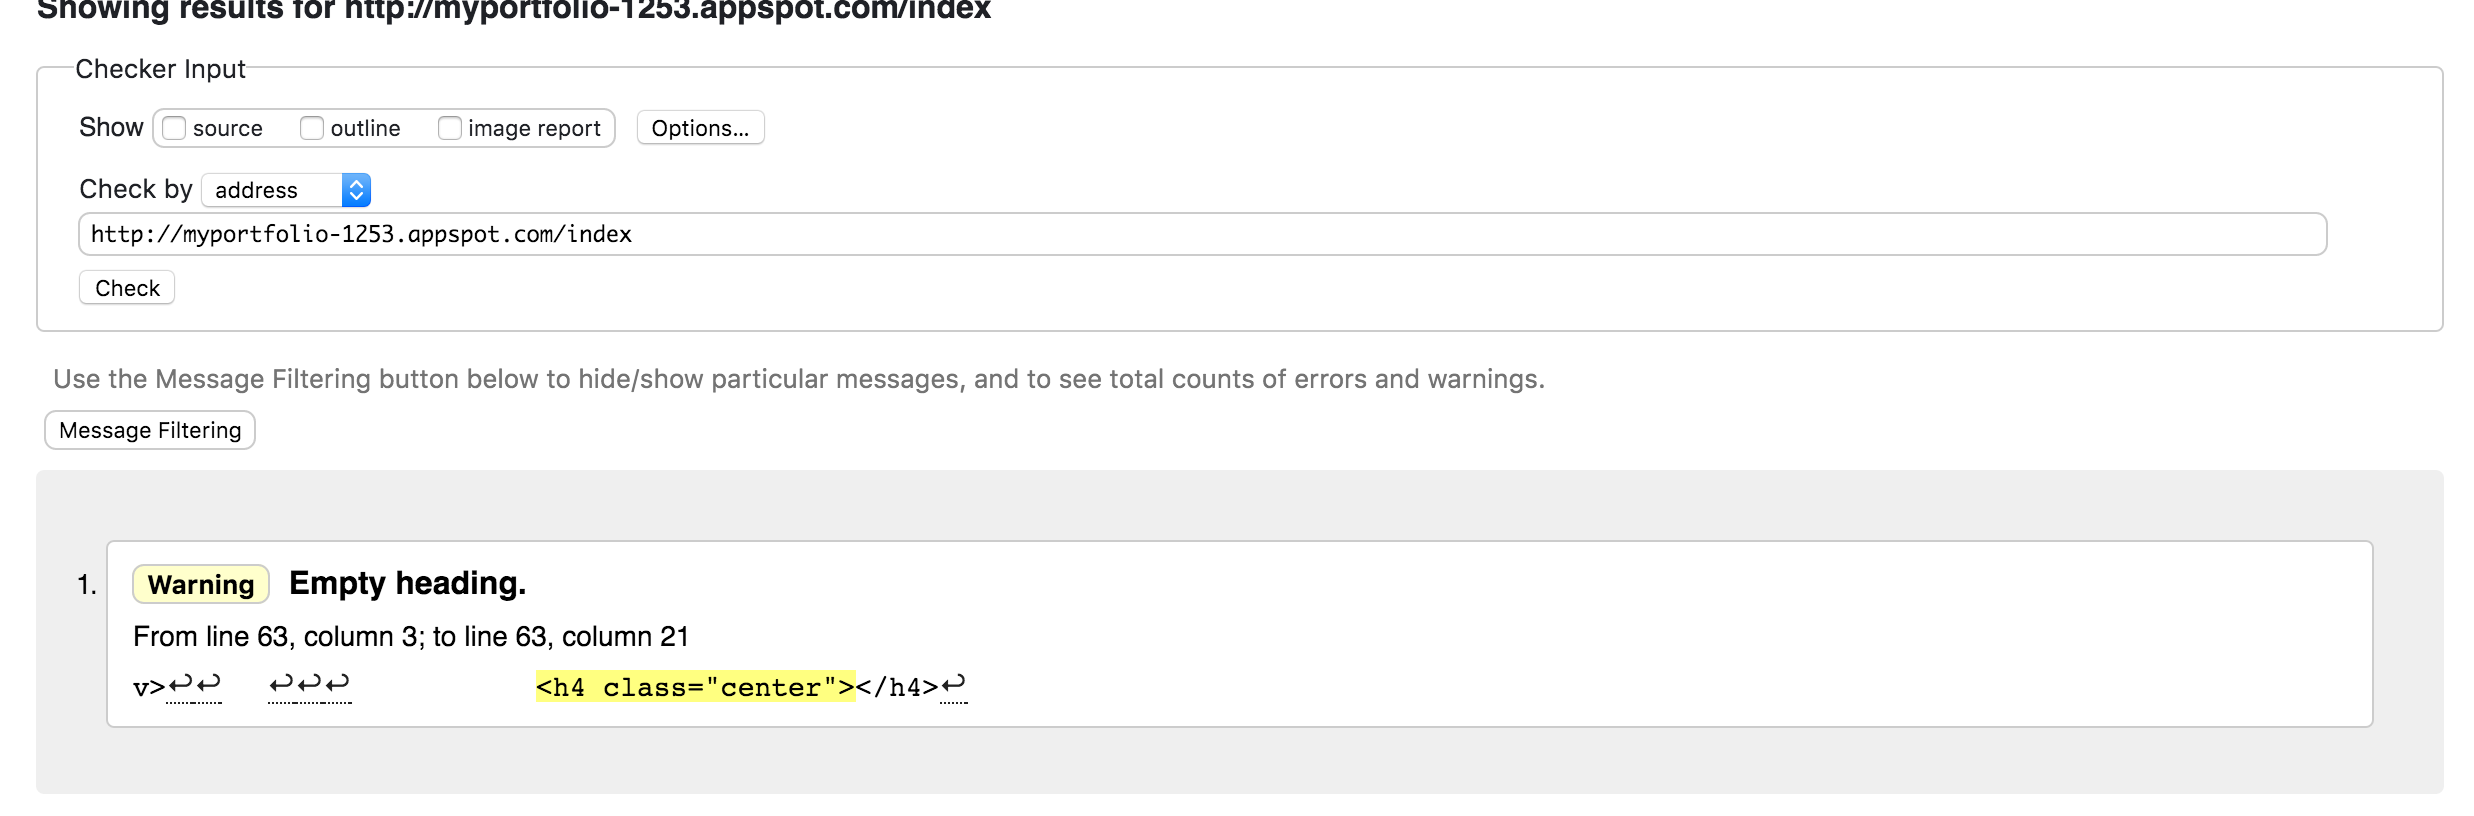 Showing results for http://myportfolio-1253.appspot.com/index
Checker Input
Show source outline image report Options...
Check by address
http://myportfolio-1253.appspot.com/index
Check
Use the Message Filtering button below to hide/show particular messages, and to see total counts of errors and warnings.
Message Filtering
1. Warning Empty heading.
From line 63, column 3; to line 63, column 21
v>↩↩ ↩↩↩ <h4 class="center"></h4>↩